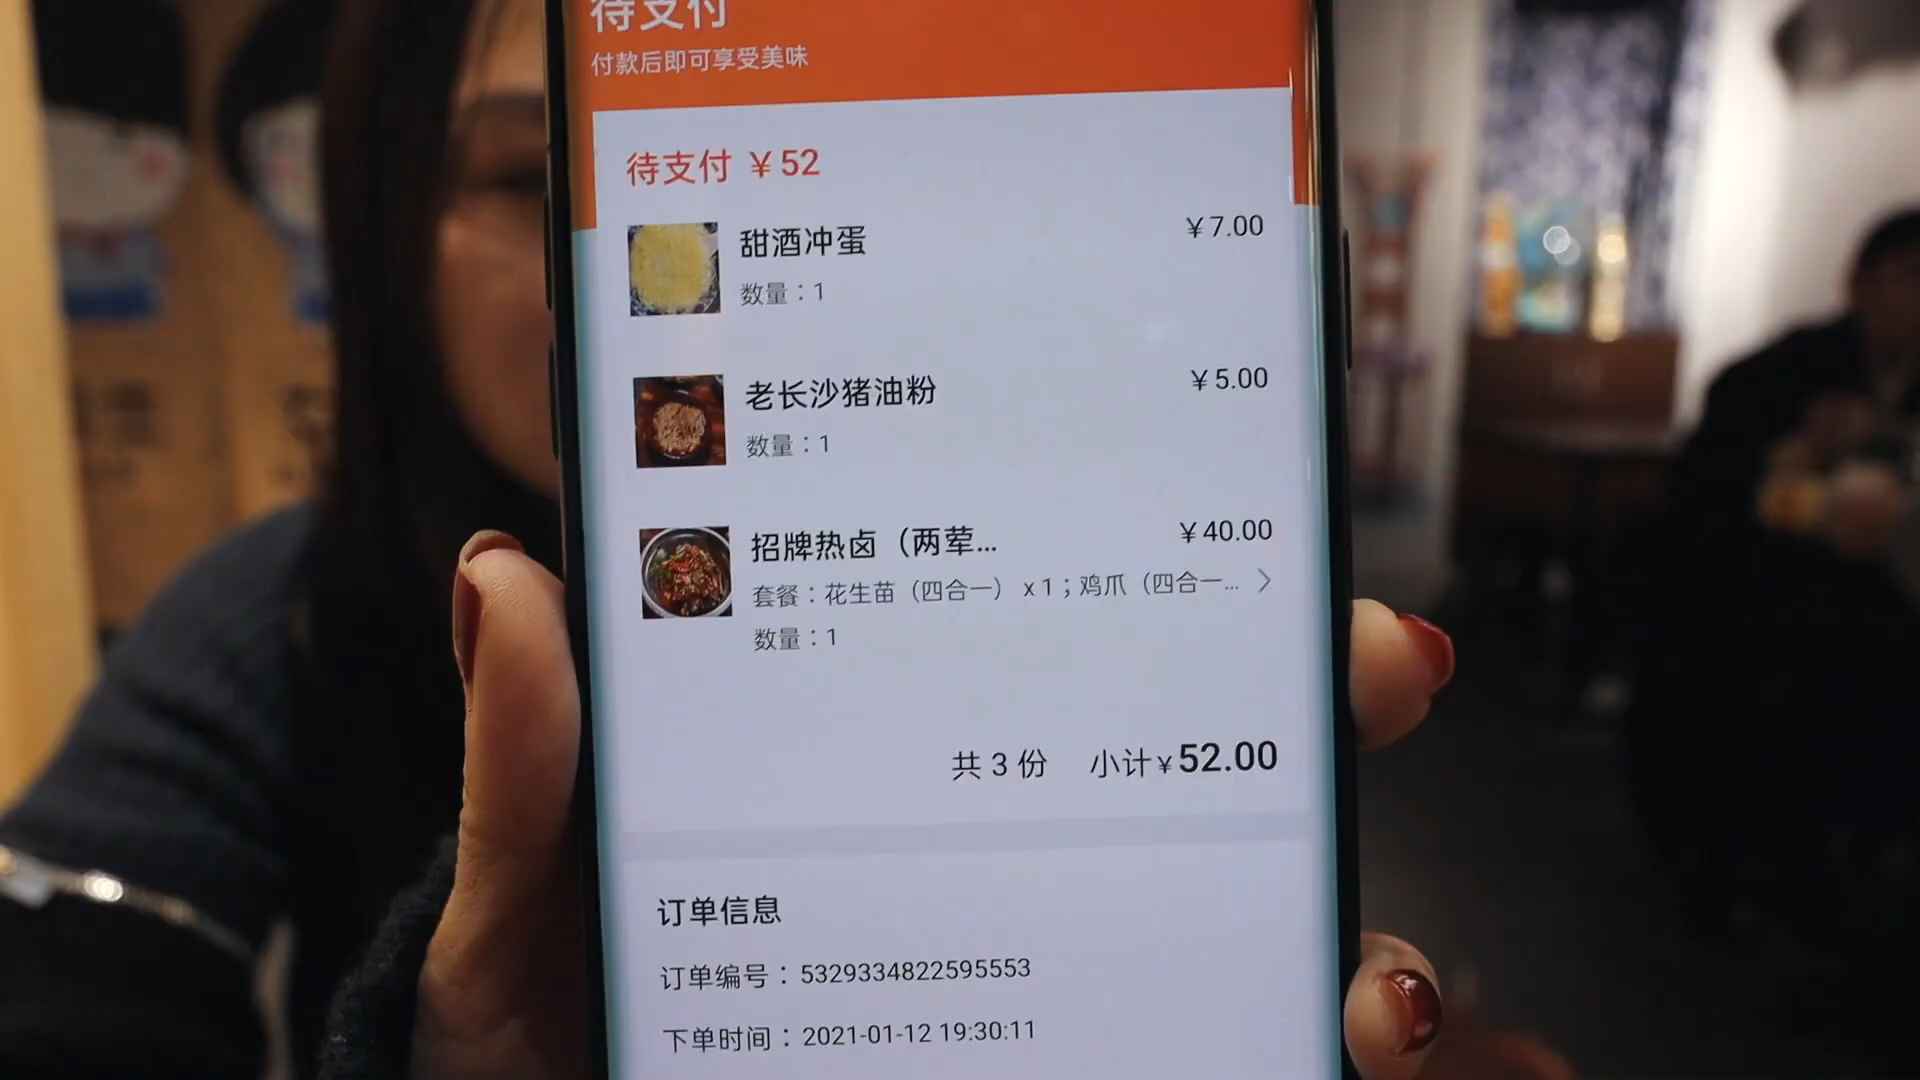 待支付
付款后即可享受美味
待支付 ￥52
甜酒冲蛋 ￥7.00
数量：1
老长沙猪油粉 ￥5.00
数量：1
招牌热卤（两荤... ￥40.00
套餐：花生苗（四合一） x 1；鸡爪（四合一...
数量：1
共 3 份 小计￥52.00
订单信息
订单编号：5329334822595553
下单时间：2021-01-12 19:30:11